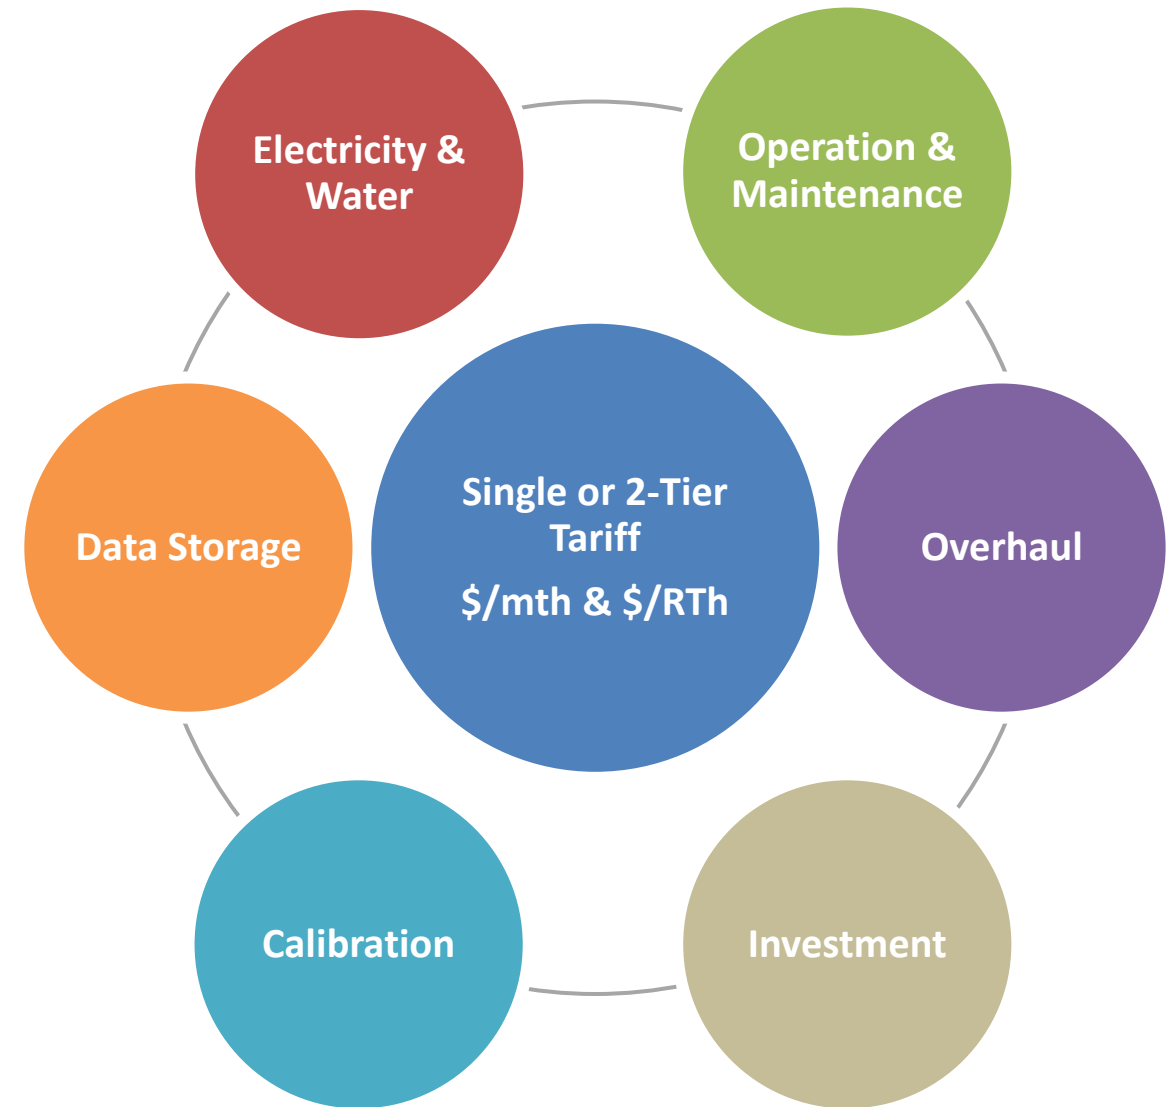 Electricity &
Water
Operation &
Maintenance
Data Storage
Single or 2-Tier
Tariff
$/mth & $/RTh
Overhaul
Calibration
Investment